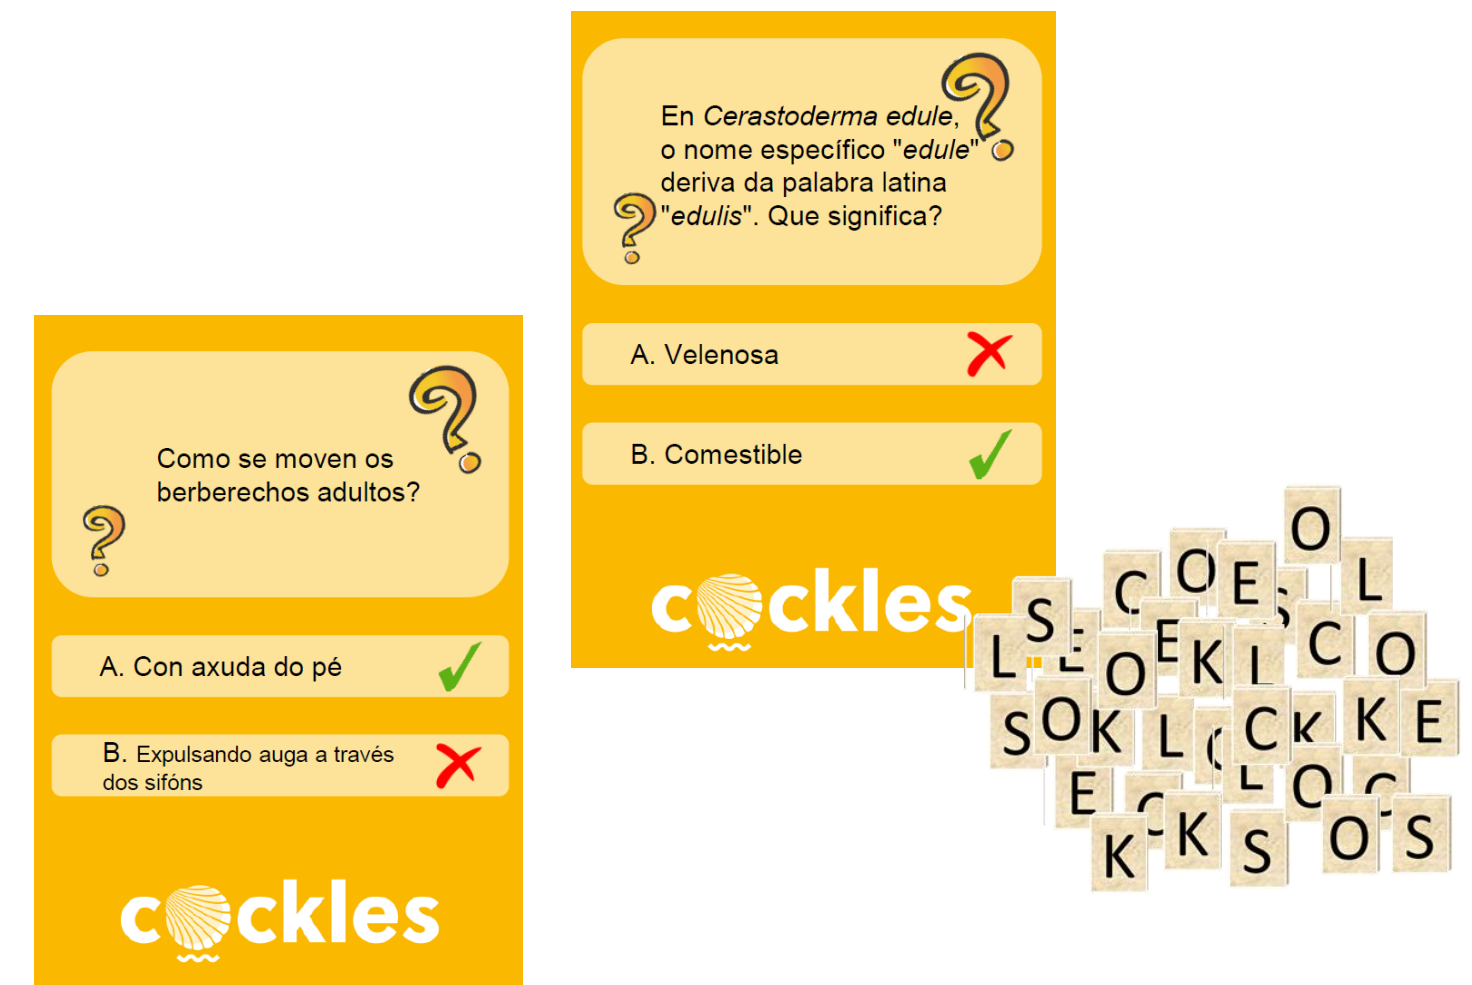 En Cerastoderma edule,
o nome específico "edule"
deriva da palabra latina
"edulis". Que significa?
A. Velenosa
B. Comestible
cockles
Como se moven os
berberechos adultos?
A. Con axuda do pé
B. Expulsando auga a través
dos sifóns
cockles
O
C O E S L
S E C O
L E O K L
S O K L C C K K E
E C L O C
K K S O S